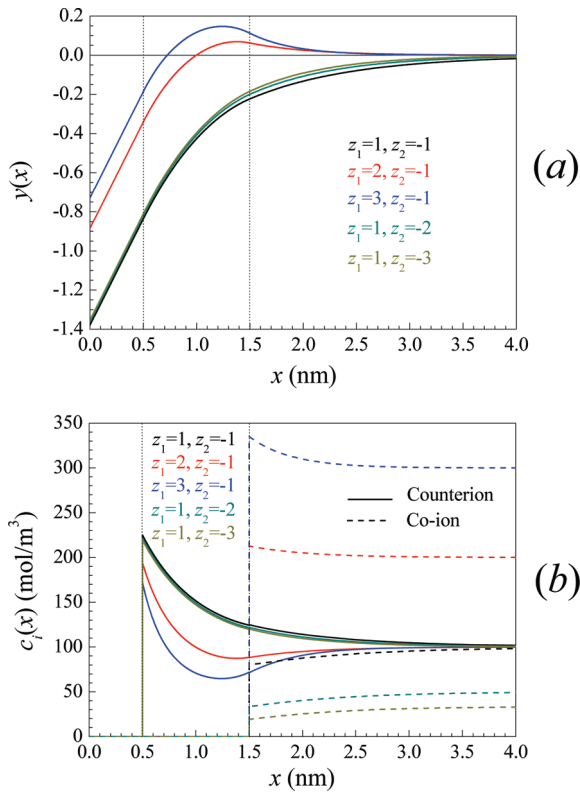 0.2
0.0
-0.2
-0.4
-0.6
-0.8
-1.0
-1.2
-1.4
y(x)
z1=1, z2=-1
z1=2, z2=-1
z1=3, z2=-1
z1=1, z2=-2
z1=1, z2=-3
(a)
0.0 0.5 1.0 1.5 2.0 2.5 3.0 3.5 4.0
x (nm)
350
300
250
200
150
100
50
0
ci(x) (mol/m³)
z1=1, z2=-1
z1=2, z2=-1
z1=3, z2=-1
z1=1, z2=-2
z1=1, z2=-3
Counterion
Co-ion
(b)
0.0 0.5 1.0 1.5 2.0 2.5 3.0 3.5 4.0
x (nm)